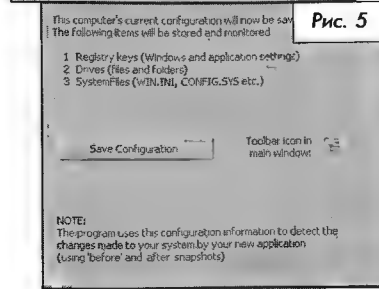 Рис. 5
This computer's current configuration will now be sav
The following items will be stored and monitored
1 Registry keys (Windows and application settings)
2 Drives (files and folders)
3 SystemFiles (WIN.INI, CONFIG.SYS etc.)
Save Configuration
Toolbar icon in
main window:
NOTE:
The program uses this configuration information to detect the
changes made to your system by your new application
(using 'before' and after snapshots)